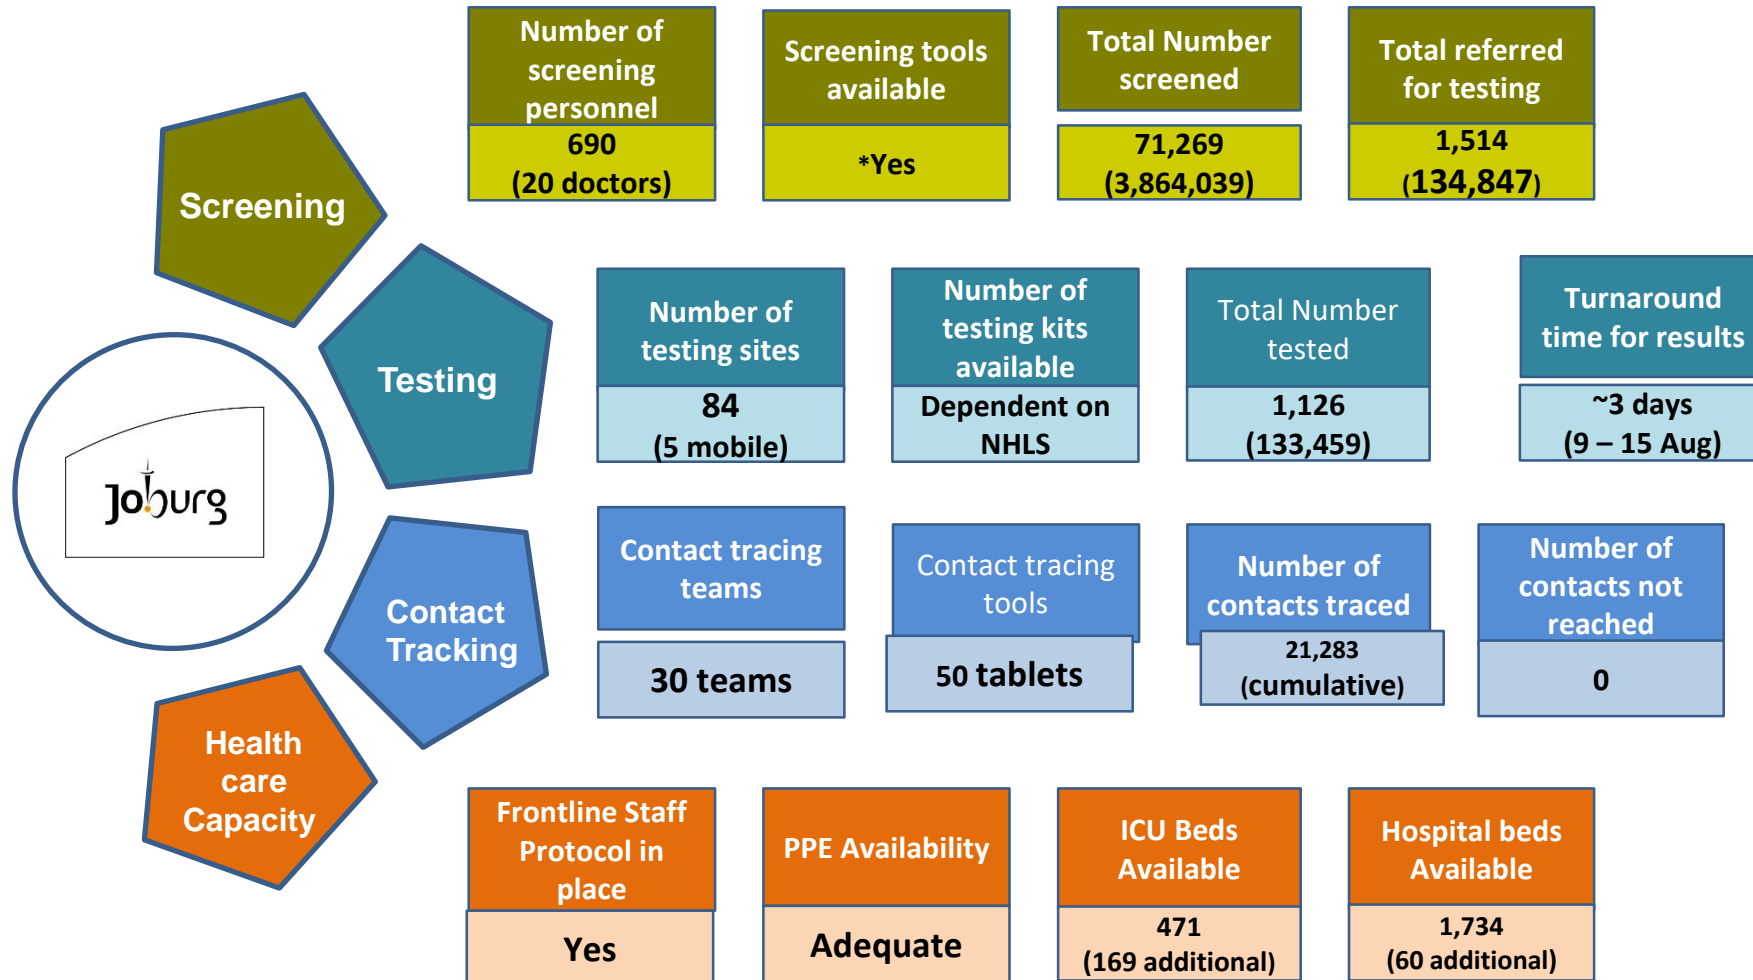 Number of
screening
personnel
690
(20 doctors)
Screening tools
available
*Yes
Total Number
screened
71,269
(3,864,039)
Total referred
for testing
1,514
(134,847)
Screening
Number of
testing sites
84
(5 mobile)
Number of
testing kits
available
Dependent on
NHLS
Total Number
tested
1,126
(133,459)
Turnaround
time for results
~3 days
(9 – 15 Aug)
Testing
Joburg
Contact tracing
teams
30 teams
Contact tracing
tools
50 tablets
Number of
contacts traced
21,283
(cumulative)
Number of
contacts not
reached
0
Contact
Tracking
Health
care
Capacity
Frontline Staff
Protocol in
place
Yes
PPE Availability
Adequate
ICU Beds
Available
471
(169 additional)
Hospital beds
Available
1,734
(60 additional)